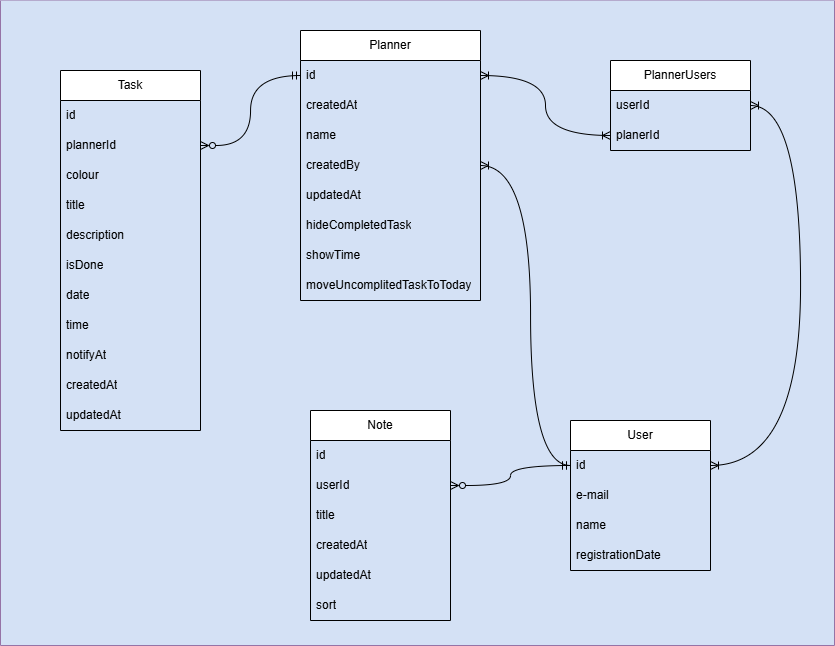 Task
id
plannerId
colour
title
description
isDone
date
time
notifyAt
createdAt
updatedAt
Planner
id
createdAt
name
createdBy
updatedAt
hideCompletedTask
showTime
moveUncomplitedTaskToToday
PlannerUsers
userId
planerId
Note
id
userId
title
createdAt
updatedAt
sort
User
id
e-mail
name
registrationDate